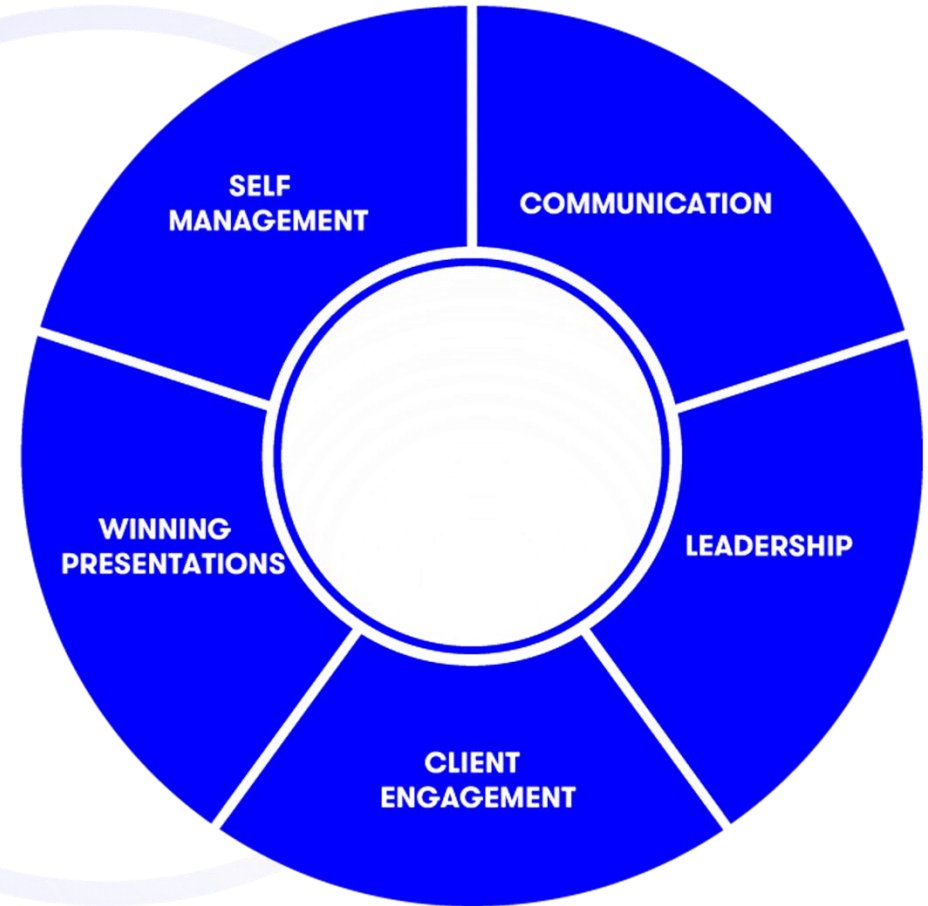 SELF
MANAGEMENT
COMMUNICATION
WINNING
PRESENTATIONS
LEADERSHIP
CLIENT
ENGAGEMENT